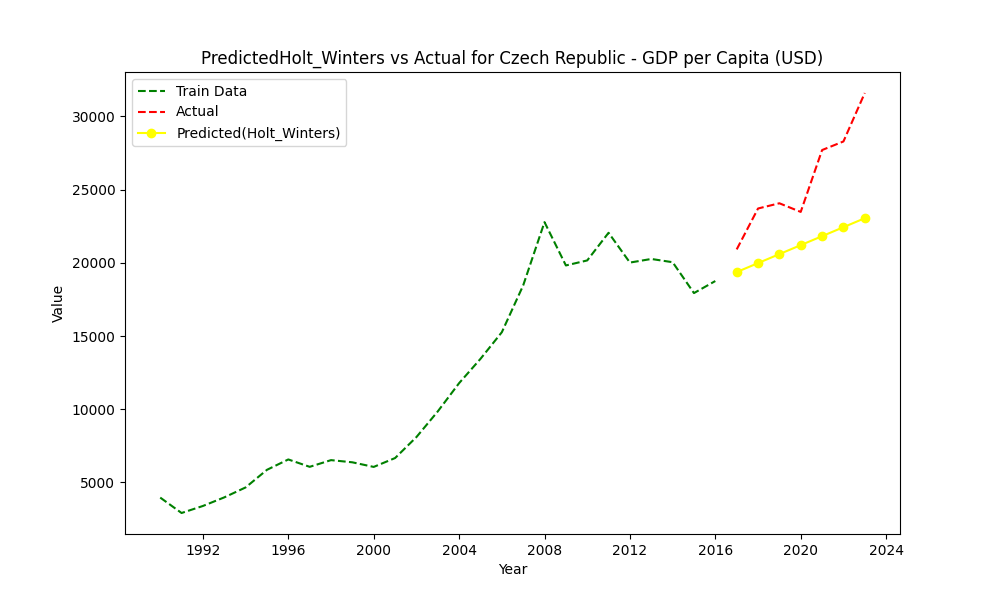 PredictedHolt_Winters vs Actual for Czech Republic - GDP per Capita (USD)
Train Data
Actual
Predicted(Holt_Winters)
30000
25000
20000
15000
10000
5000
Value
1992 1996 2000 2004 2008 2012 2016 2020 2024
Year